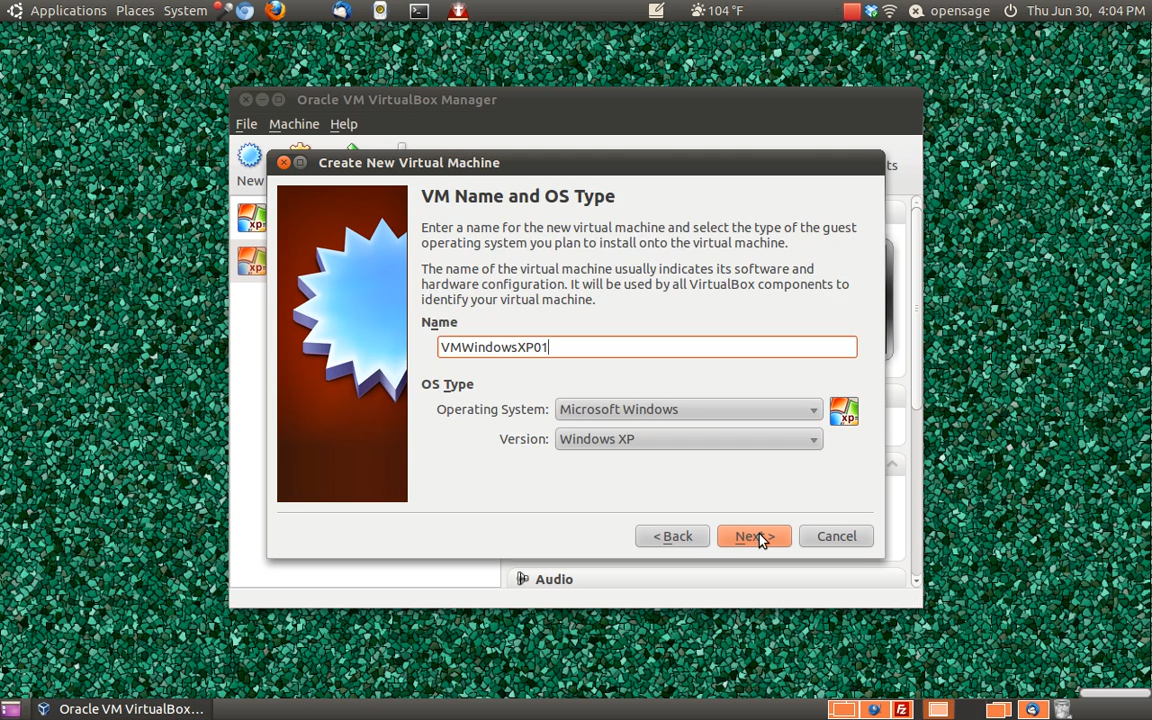 Applications Places System 104 °F opensage Thu Jun 30, 4:04 PM
Oracle VM VirtualBox Manager
File Machine Help
New
Create New Virtual Machine
VM Name and OS Type
Enter a name for the new virtual machine and select the type of the guest
operating system you plan to install onto the virtual machine.
The name of the virtual machine usually indicates its software and
hardware configuration. It will be used by all VirtualBox components to
identify your virtual machine.
Name
VMWindowsXP01
OS Type
Operating System: Microsoft Windows
xp
Version: Windows XP
< Back Next > Cancel
Audio
Oracle VM VirtualBox...